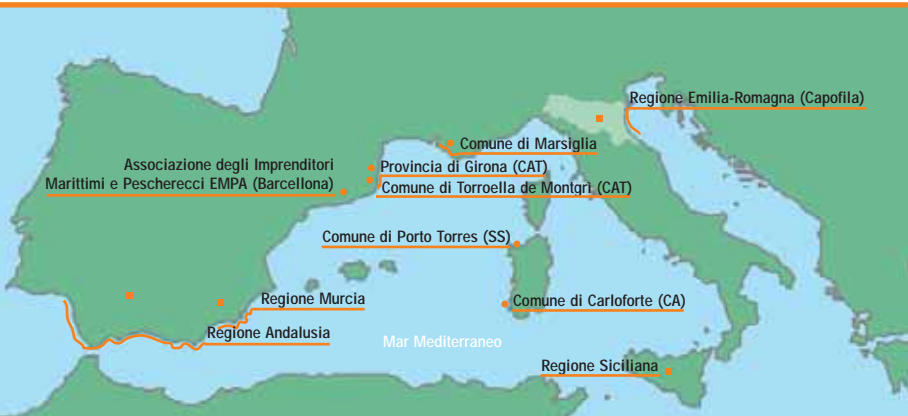 Regione Emilia-Romagna (Capofila)
Comune di Marsiglia
Associazione degli Imprenditori
Marittimi e Pescherecci EMPA (Barcellona)
Provincia di Girona (CAT)
Comune di Torroella de Montgrì (CAT)
Comune di Porto Torres (SS)
Regione Murcia
Comune di Carloforte (CA)
Regione Andalusia
Mar Mediterraneo
Regione Siciliana